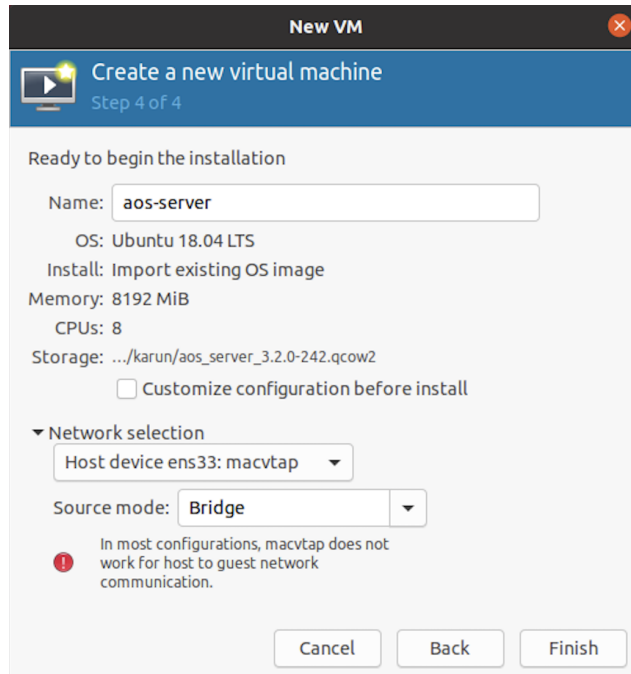 New VM
Create a new virtual machine
Step 4 of 4
Ready to begin the installation
Name: aos-server
OS: Ubuntu 18.04 LTS
Install: Import existing OS image
Memory: 8192 MiB
CPUs: 8
Storage: .../karun/aos_server_3.2.0-242.qcow2
Customize configuration before install
Network selection
Host device ens33: macvtap
Source mode: Bridge
In most configurations, macvtap does not
work for host to guest network
communication.
Cancel Back Finish